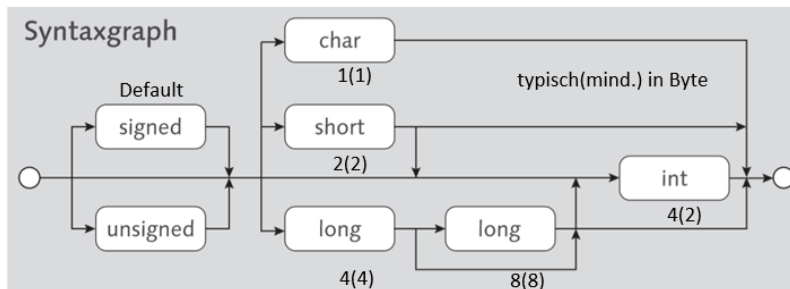 Syntaxgraph
char
1(1)
typisch(mind.) in Byte
Default
signed
short
2(2)
int
4(2)
unsigned
long
long
4(4)
8(8)